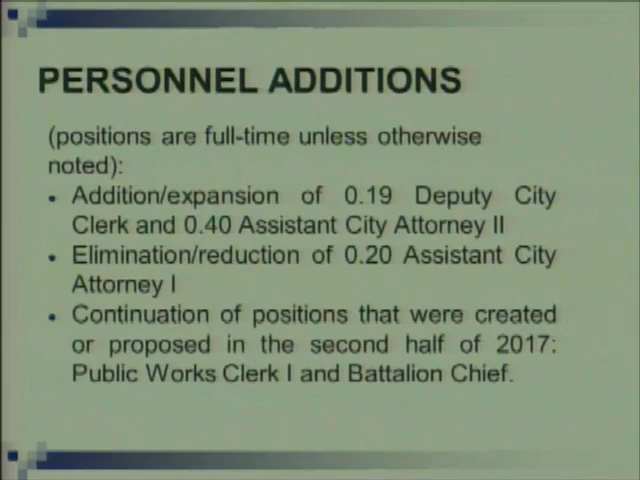 PERSONNEL ADDITIONS
(positions are full-time unless otherwise
noted):
• Addition/expansion of 0.19 Deputy City
Clerk and 0.40 Assistant City Attorney II
• Elimination/reduction of 0.20 Assistant City
Attorney I
• Continuation of positions that were created
or proposed in the second half of 2017:
Public Works Clerk I and Battalion Chief.